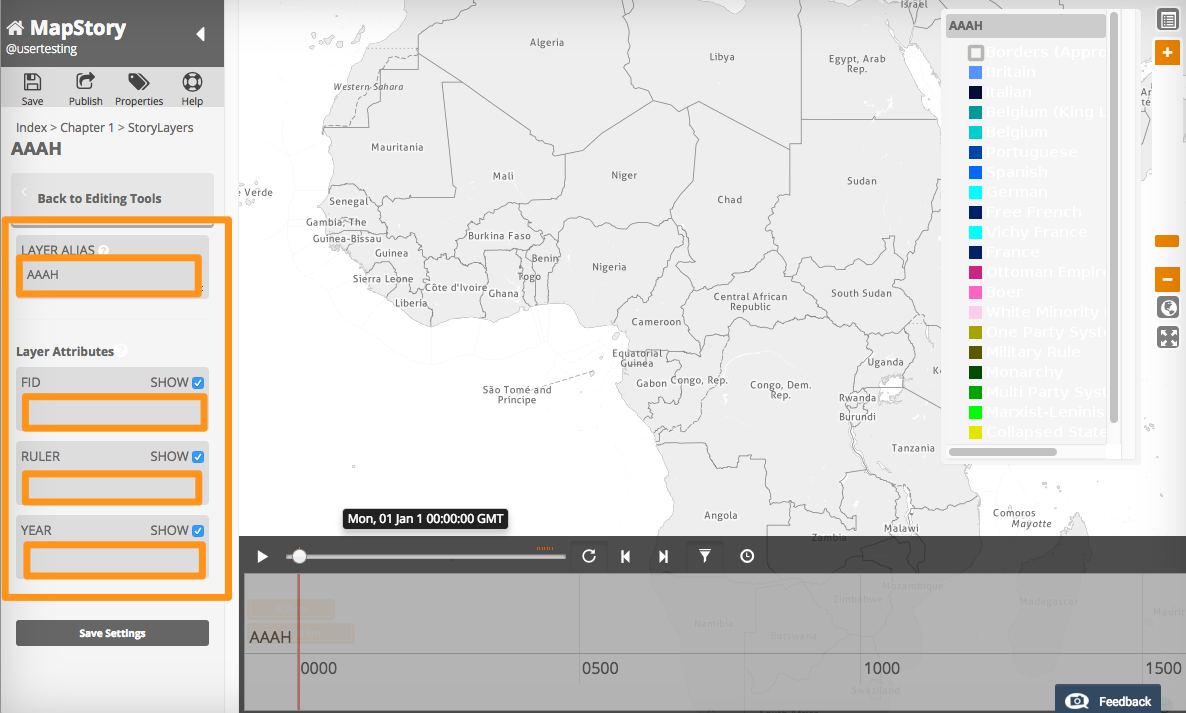 MapStory
@usertesting
Save
Publish
Properties
Help
Index > Chapter 1 > StoryLayers
AAAH
Back to Editing Tools
LAYER ALIAS ?
AAAH
Layer Attributes ?
FID SHOW
RULER SHOW
YEAR SHOW
Save Settings
Israel
Algeria
Libya
Egypt, Arab
Rep.
Western Sahara
Mauritania
Mali
Niger
Chad
Sudan
e Verde
Senegal
Gambia, The
Guinea-Bissau
Guinea
Burkina Faso
Benin
Togo
Nigeria
Sierra Leone
Côte d'Ivoire
Ghana
Liberia
Central African
Republic
South Sudan
Cameroon
Equatorial
Guinea
Gabon
Congo, Rep.
Congo, Dem.
Rep.
Uganda
Rwanda
Burundi
São Tomé and
Principe
Tanzania
Angola
Malawi
Zambia
Comoros
Mayotte
AAAH
Borders (Appro
Britain
Italian
Belgium (King L
Belgium
Portuguese
Spanish
German
Free French
Vichy France
France
Ottoman Empire
Boer
White Minority
One Party Syst
Military Rule
Monarchy
Multi Party Syst
Marxist-Leninis
Collapsed State
+
−
Mon, 01 Jan 1 00:00:00 GMT
Mozambique
Zimbabwe
Madagascar
Namibia
Botswana
Mauriti
AAAH
0000
0500
1000
1500
Swaziland
South Africa
Feedback